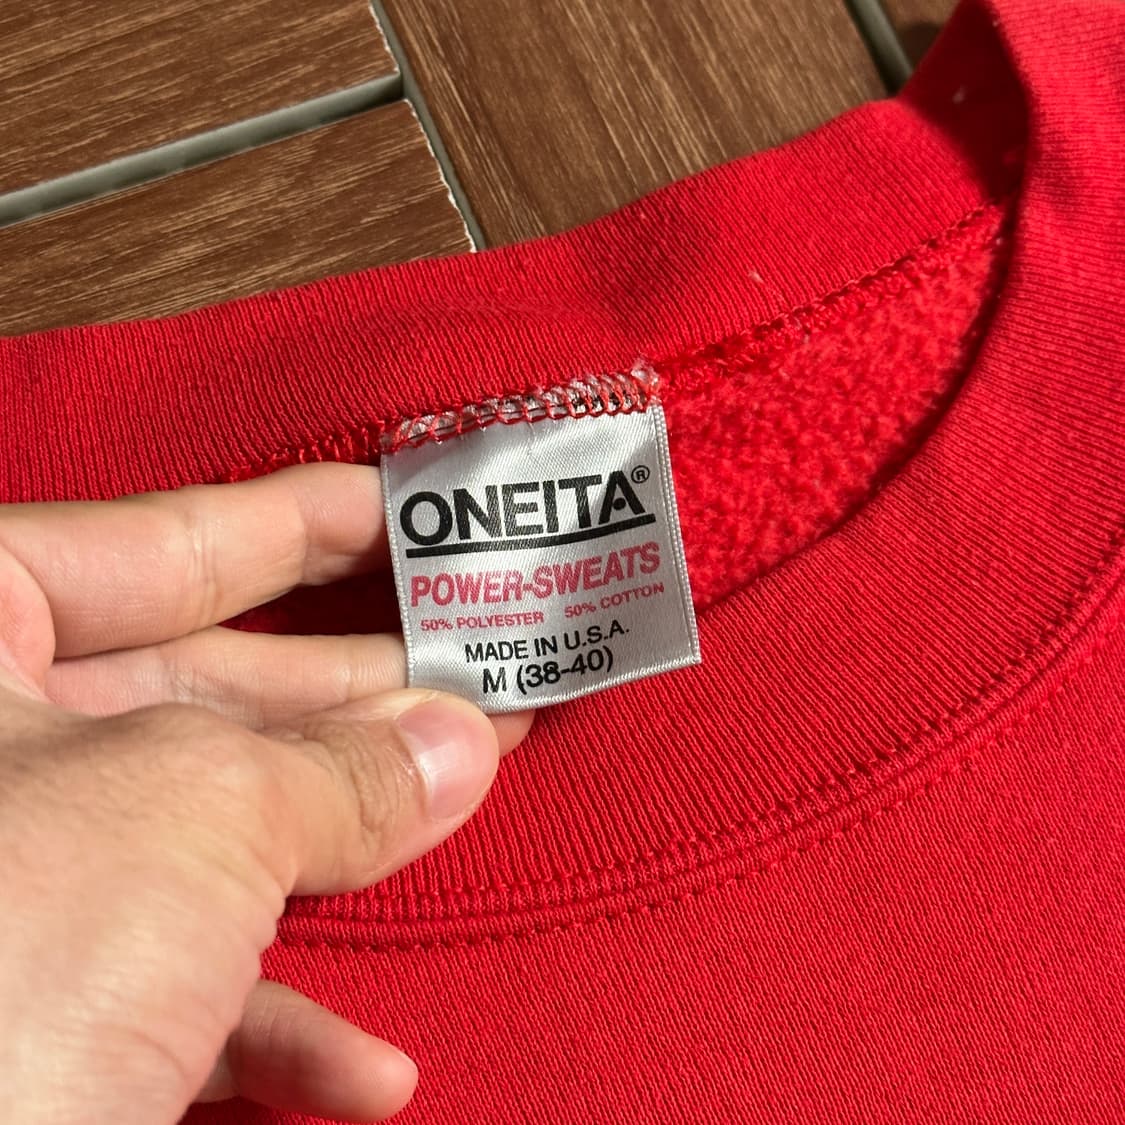 ONEITA®
POWER-SWEATS
50% POLYESTER 50% COTTON
MADE IN U.S.A.
M (38-40)